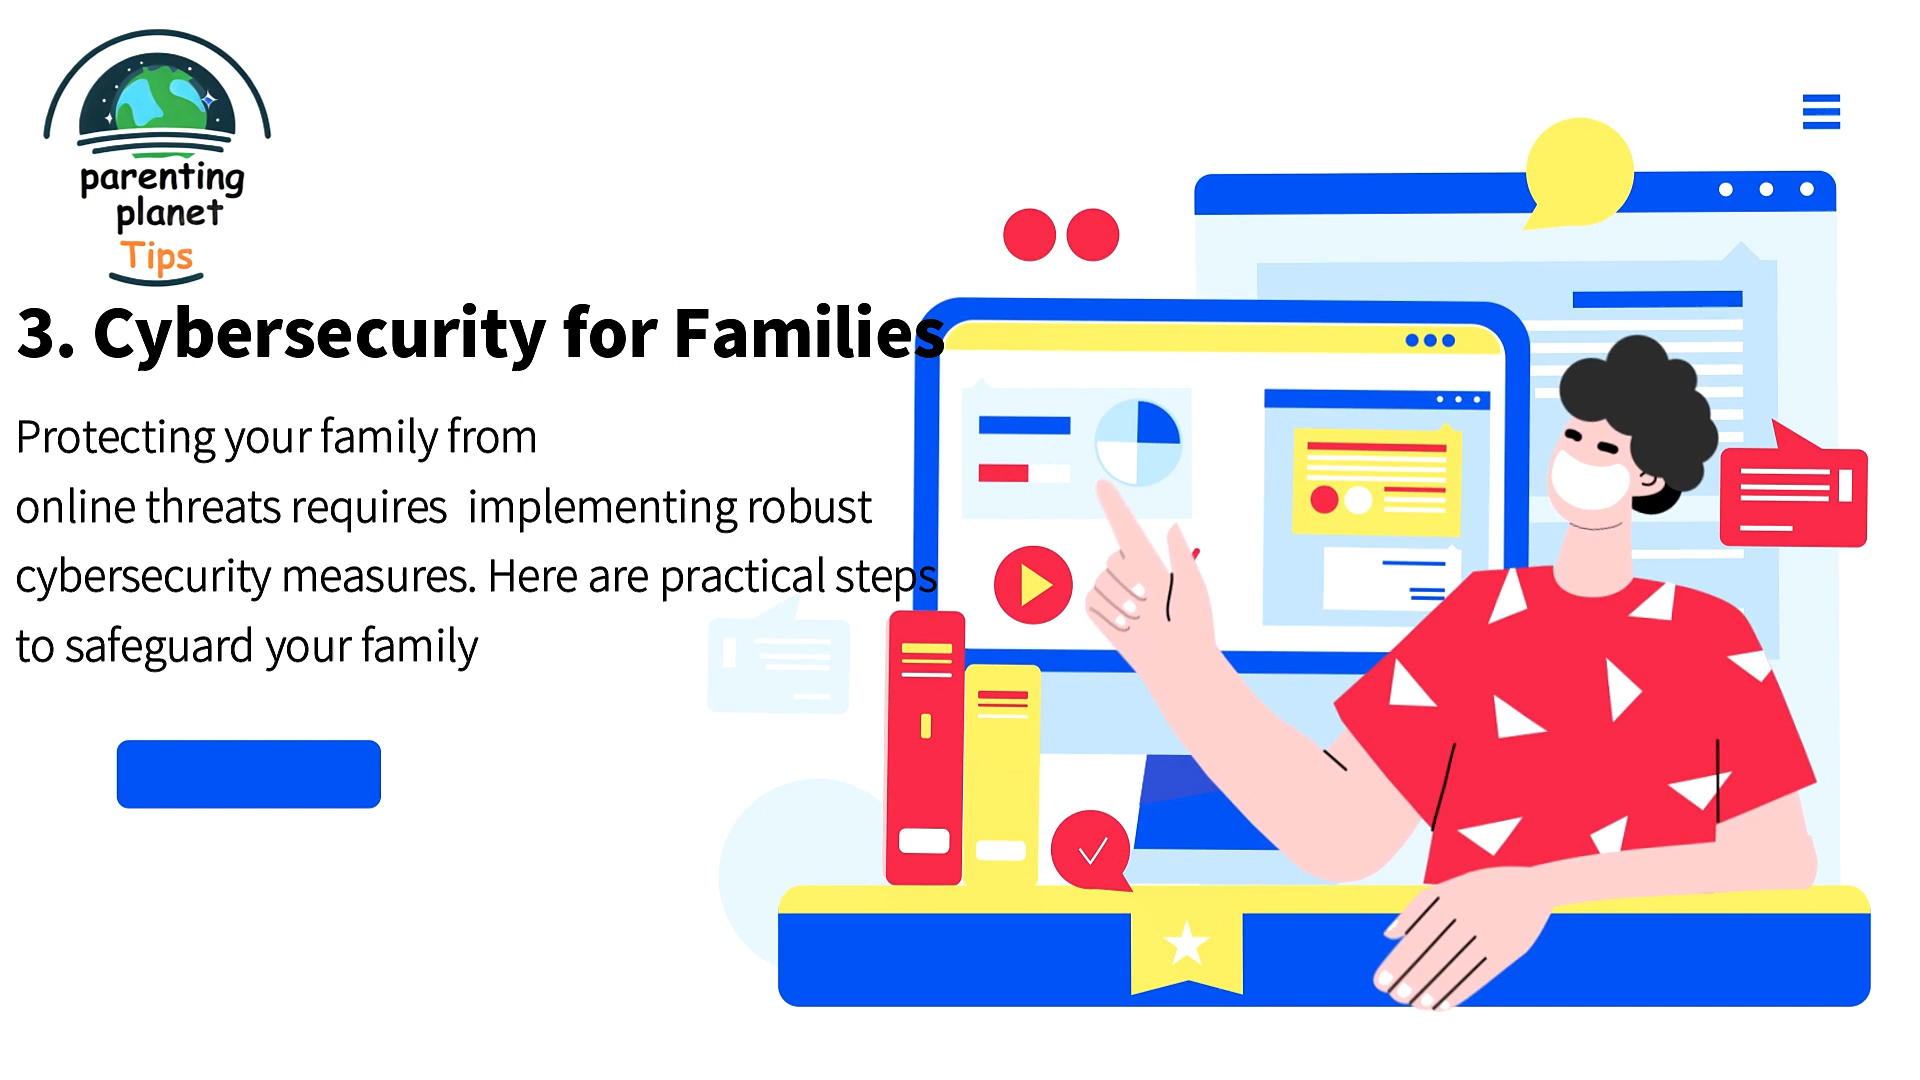 parenting
planet
Tips
3. Cybersecurity for Families
Protecting your family from
online threats requires  implementing robust
cybersecurity measures. Here are practical steps
to safeguard your family